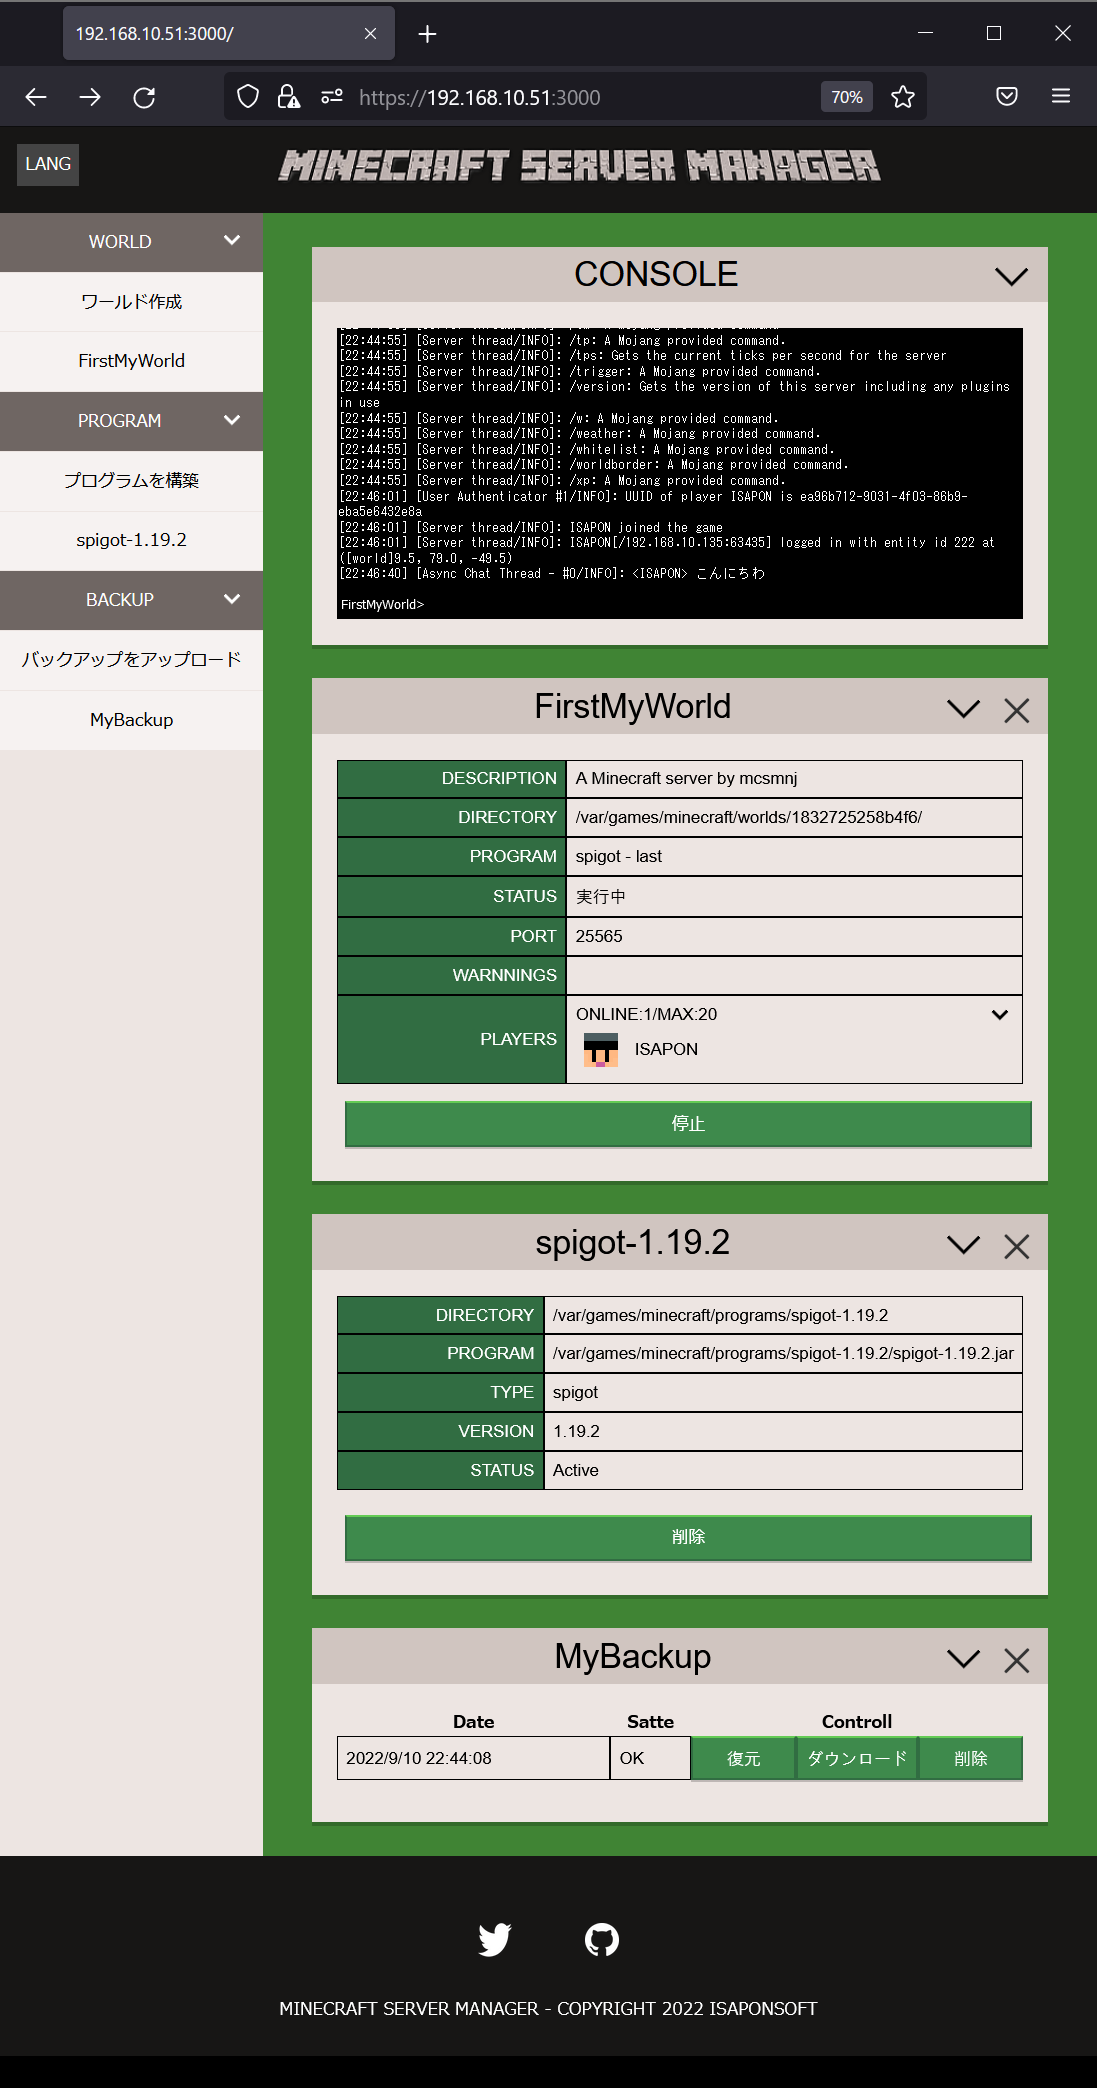 192.168.10.51:3000/
https://192.168.10.51:3000
70%
LANG
MINECRAFT SERVER MANAGER
WORLD
ワールド作成
FirstMyWorld
PROGRAM
プログラムを構築
spigot-1.19.2
BACKUP
バックアップをアップロード
MyBackup
CONSOLE
[22:44:55] [Server thread/INFO]: /tp: A Mojang provided command.
[22:44:55] [Server thread/INFO]: /tps: Gets the current ticks per second for the server
[22:44:55] [Server thread/INFO]: /trigger: A Mojang provided command.
[22:44:55] [Server thread/INFO]: /version: Gets the version of this server including any plugins
in use
[22:44:55] [Server thread/INFO]: /w: A Mojang provided command.
[22:44:55] [Server thread/INFO]: /weather: A Mojang provided command.
[22:44:55] [Server thread/INFO]: /whitelist: A Mojang provided command.
[22:44:55] [Server thread/INFO]: /worldborder: A Mojang provided command.
[22:44:55] [Server thread/INFO]: /xp: A Mojang provided command.
[22:46:01] [User Authenticator #1/INFO]: UUID of player ISAPON is ea96b712-9031-4f03-86b9-
eba5e6432e8a
[22:46:01] [Server thread/INFO]: ISAPON joined the game
[22:46:01] [Server thread/INFO]: ISAPON[/192.168.10.135:63435] logged in with entity id 222 at
([world]9.5, 79.0, -49.5)
[22:46:40] [Async Chat Thread - #0/INFO]: <ISAPON> こんにちわ
FirstMyWorld>
FirstMyWorld
DESCRIPTION A Minecraft server by mcsmnj
DIRECTORY /var/games/minecraft/worlds/1832725258b4f6/
PROGRAM spigot - last
STATUS 実行中
PORT 25565
WARNNINGS
PLAYERS ONLINE:1/MAX:20
ISAPON
停止
spigot-1.19.2
DIRECTORY /var/games/minecraft/programs/spigot-1.19.2
PROGRAM /var/games/minecraft/programs/spigot-1.19.2/spigot-1.19.2.jar
TYPE spigot
VERSION 1.19.2
STATUS Active
削除
MyBackup
Date Satte Controll
2022/9/10 22:44:08 OK 復元 ダウンロード 削除
MINECRAFT SERVER MANAGER - COPYRIGHT 2022 ISAPONSOFT